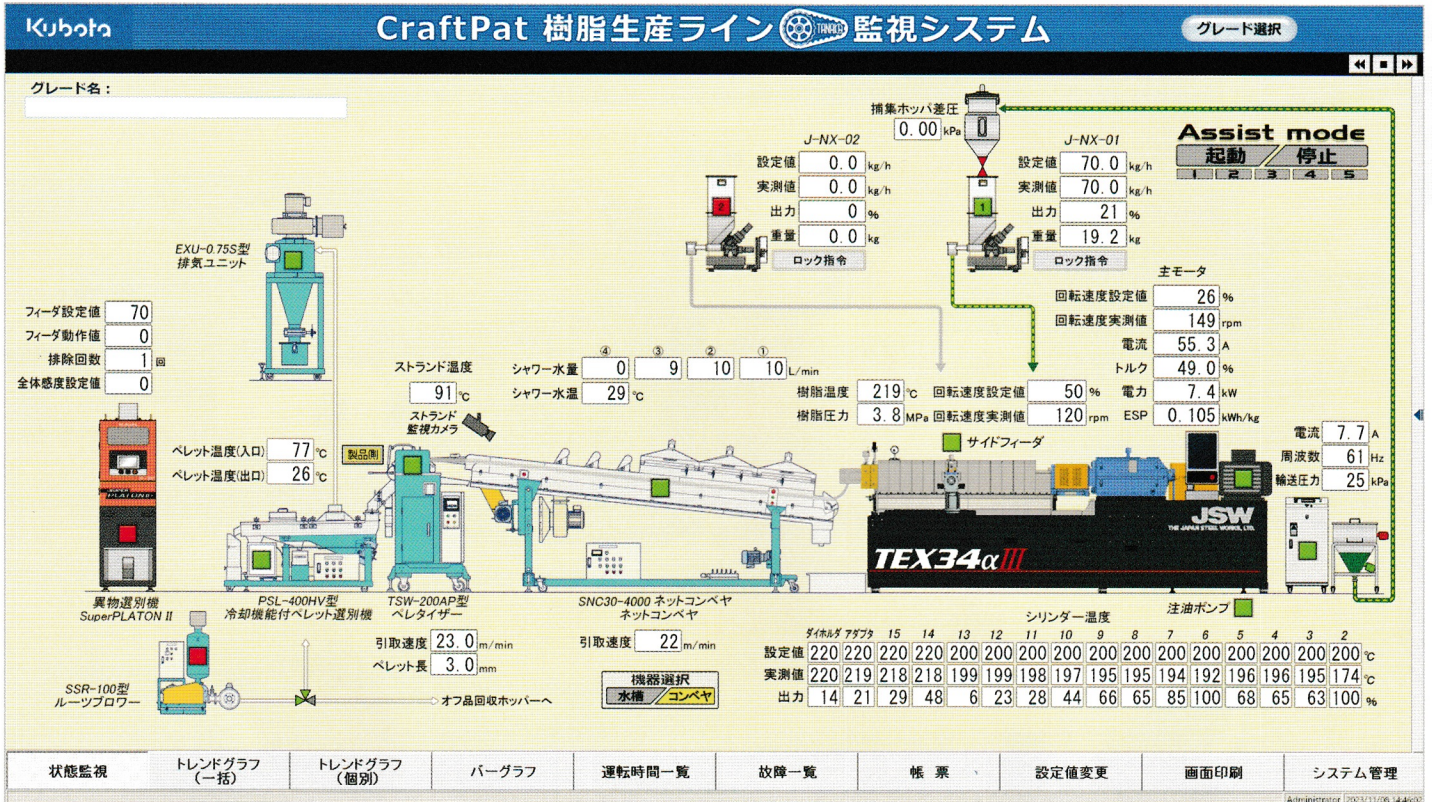 Kubota
CraftPat 樹脂生産ライン TANAKA 監視システム
グレード選択
グレード名：
捕集ホッパ差圧
0.00 kPa
J-NX-02
設定値 0.0 kg/h
実測値 0.0 kg/h
出力 0 %
重量 0.0 kg
ロック指令
2
J-NX-01
設定値 70.0 kg/h
実測値 70.0 kg/h
出力 21 %
重量 19.2 kg
ロック指令
1
Assist mode
起動 停止
1 2 3 4 5
主モータ
回転速度設定値 26 %
回転速度実測値 149 rpm
電流 55.3 A
トルク 49.0 %
電力 7.4 kW
ESP 0.105 kWh/kg
EXU-0.75S型
排気ユニット
フィーダ設定値 70
フィーダ動作値 0
排除回数 1 回
全体感度設定値 0
ストランド温度
91 ℃
ストランド
監視カメラ
④ ③ ② ①
シャワー水量 0 9 10 10 L/min
シャワー水温 29 ℃
樹脂温度 219 ℃
樹脂圧力 3.8 MPa
回転速度設定値 50 %
回転速度実測値 120 rpm
サイドフィーダ
電流 7.7 A
周波数 61 Hz
輸送圧力 25 kPa
ペレット温度(入口) 77 ℃
ペレット温度(出口) 26 ℃
製品側
SUPER PLATON II
JSW
THE JAPAN STEEL WORKS, LTD.
TEX34αIII
異物選別機
SuperPLATON II
PSL-400HV型
冷却機能付ペレット選別機
TSW-200AP型
ペレタイザー
SNC30-4000 ネットコンベヤ
ネットコンベヤ
注油ポンプ
引取速度 23.0 m/min
ペレット長 3.0 mm
引取速度 22 m/min
機器選択
水槽 コンベヤ
SSR-100型
ルーツブロワー
オフ品回収ホッパーへ
シリンダー温度
ダイホルダ アダプタ 15 14 13 12 11 10 9 8 7 6 5 4 3 2
設定値 220 220 220 220 200 200 200 200 200 200 200 200 200 200 200 200 ℃
実測値 220 219 218 218 199 199 198 197 195 195 194 192 196 196 195 174 ℃
出力 14 21 29 48 6 23 28 44 66 65 85 100 68 65 63 100 %
状態監視
トレンドグラフ
（一括）
トレンドグラフ
（個別）
バーグラフ
運転時間一覧
故障一覧
帳 票
設定値変更
画面印刷
システム管理
Administrator 2023/11/06 14:46:02